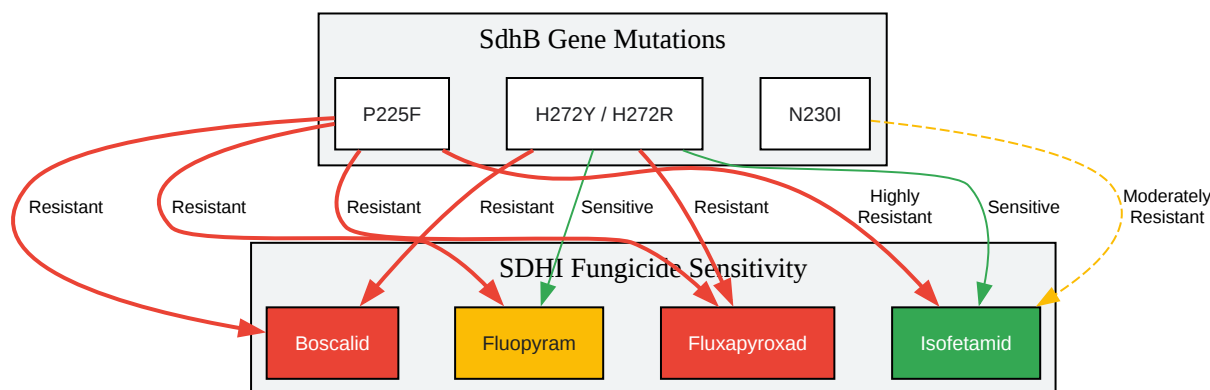 SdhB Gene Mutations
P225F
H272Y / H272R
N230I
Resistant
Resistant
Resistant
Resistant
Sensitive
Resistant
Highly
Resistant
Sensitive
Moderately
Resistant
SDHI Fungicide Sensitivity
Boscalid
Fluopyram
Fluxapyroxad
Isofetamid